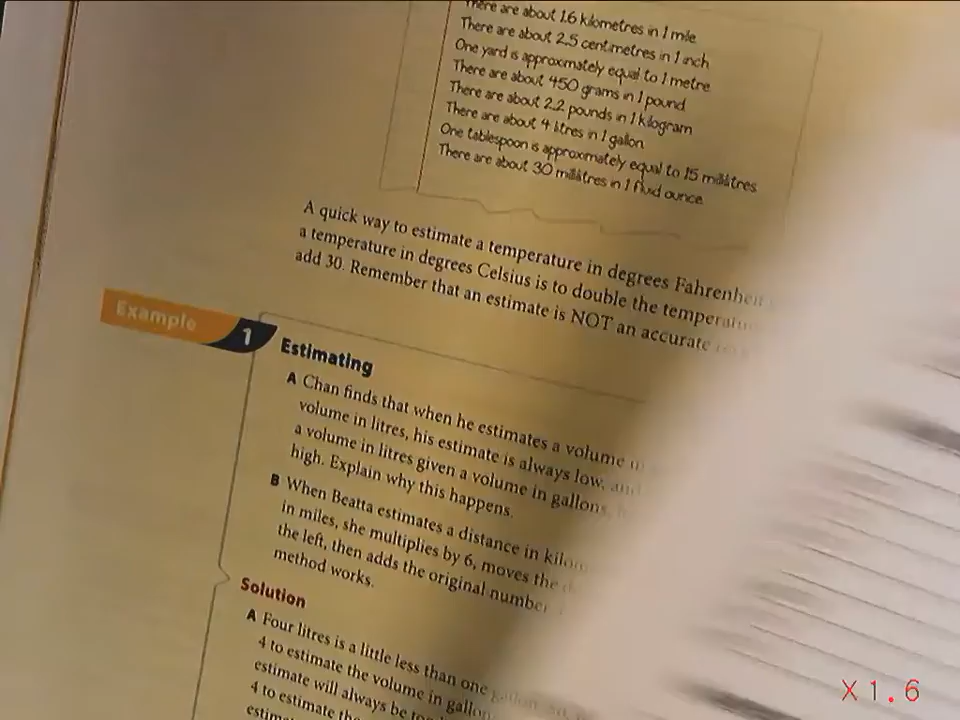 There are about 1.6 kilometres in 1 mile
There are about 2.5 centimetres in 1 inch
One yard is approximately equal to 1 metre
There are about 450 grams in 1 pound
There are about 2.2 pounds in 1 kilogram
There are about 4 litres in 1 gallon
One tablespoon is approximately equal to 15 millilitres
There are about 30 millilitres in 1 fluid ounce
A quick way to estimate a temperature in degrees Fahrenheit
a temperature in degrees Celsius is to double the
add 30. Remember that an estimate is NOT an accurate
Example 1
Estimating
A Chan finds that when he estimates a volume
volume in litres, his estimate is always low, and
a volume in litres given a volume in gallons,
high. Explain why this happens.
B When Beatta estimates a distance in
in miles, she multiplies by 6, moves the
the left, then adds the original number
method works.
Solution
A Four litres is a little less than one
4 to estimate the volume in
estimate will always be
4 to estimate
X1.6